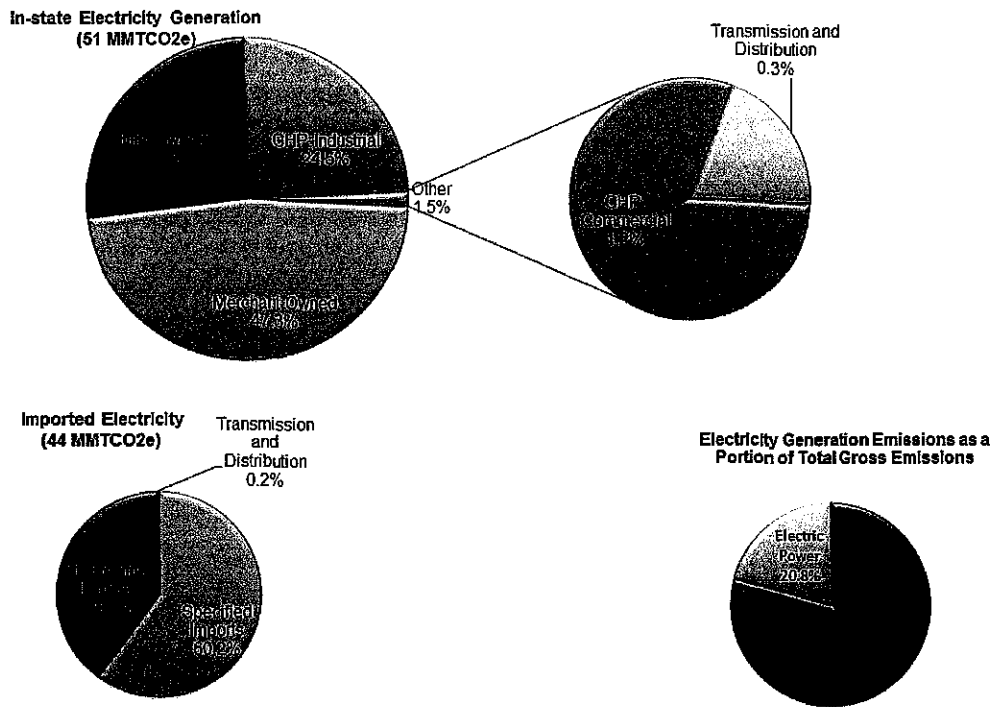 In-state Electricity Generation
(51 MMTCO2e)
CHP-Industrial
24.5%
Other
1.5%
Merchant Owned
47.3%
Transmission and
Distribution
0.3%
CHP-
Commercial
Imported Electricity
(44 MMTCO2e)
Transmission
and
Distribution
0.2%
Specified
Imports
60.2%
Electricity Generation Emissions as a
Portion of Total Gross Emissions
Electric
Power
20.8%